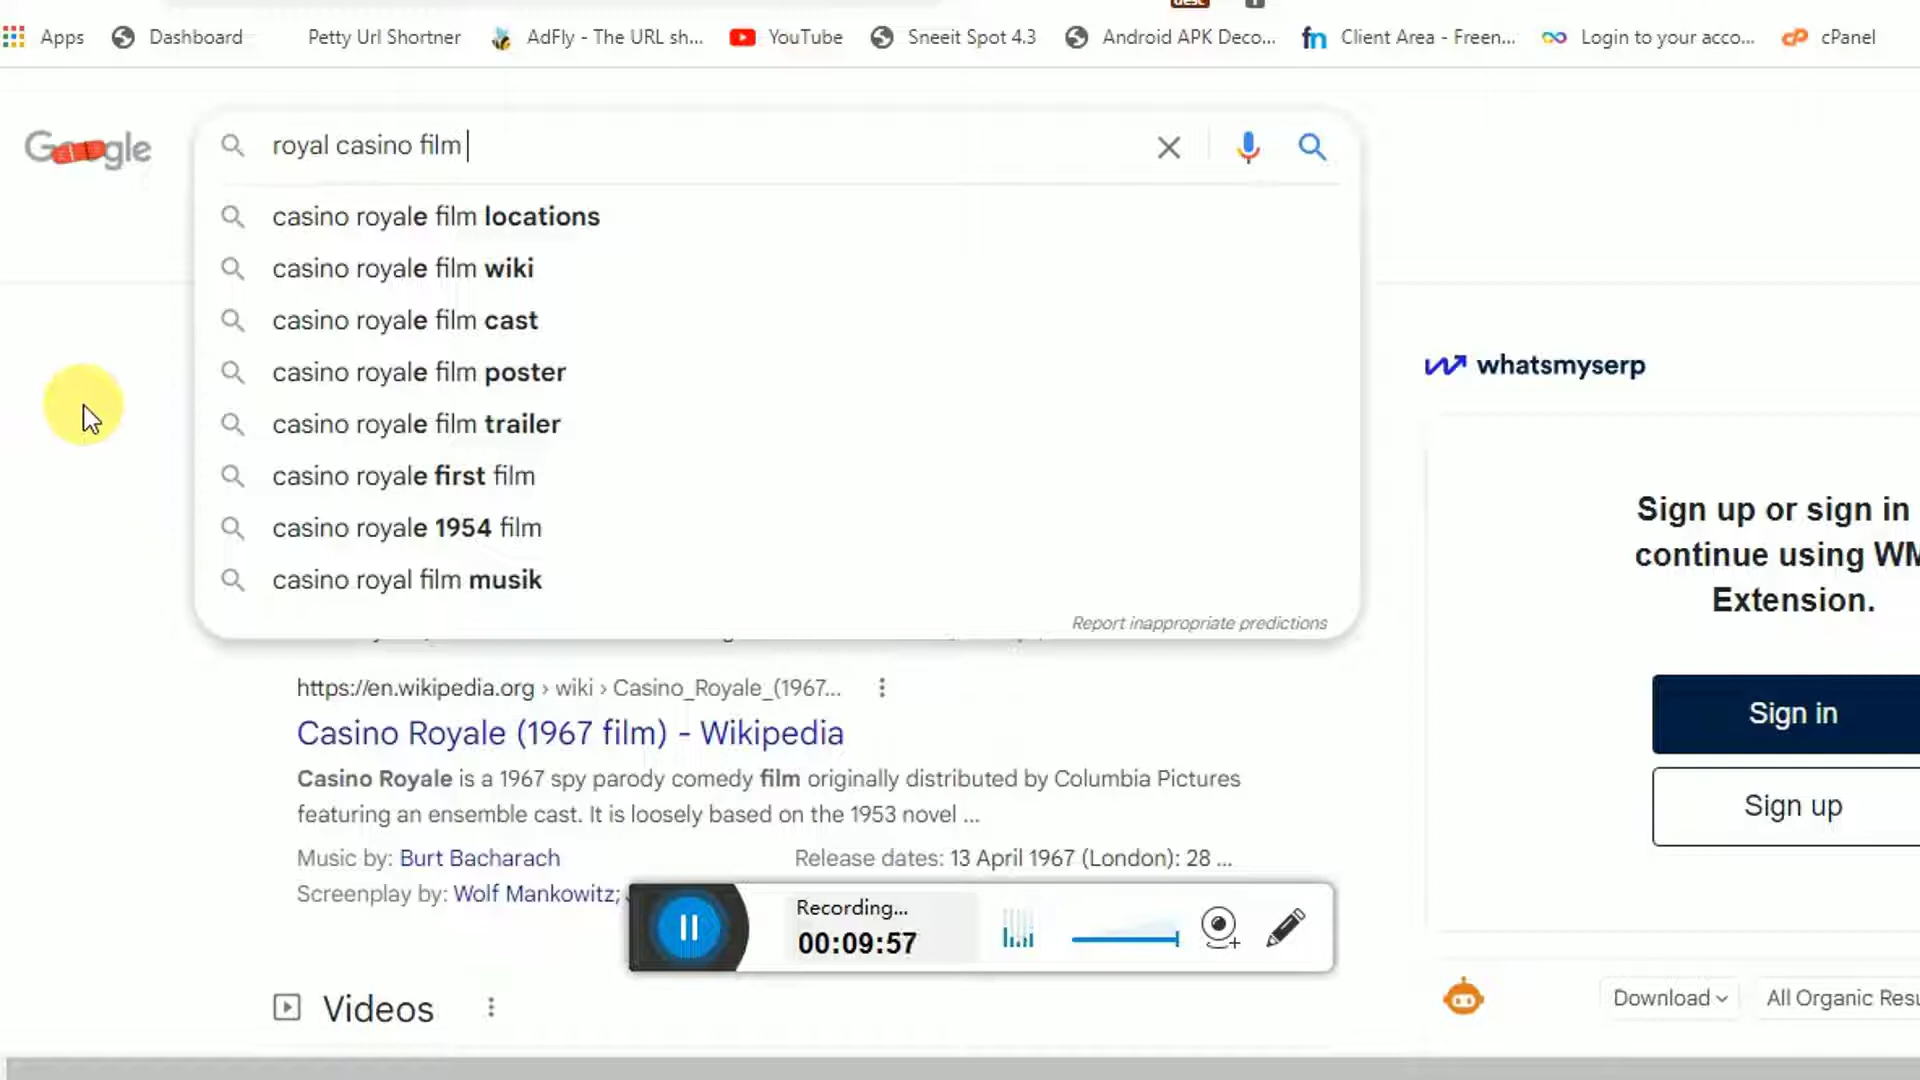 Apps Dashboard Petty Url Shortner AdFly - The URL sh... YouTube Sneeit Spot 4.3 Android APK Deco... fn Client Area - Freen... Login to your acco... cP cPanel
Google
royal casino film
casino royale film locations
casino royale film wiki
casino royale film cast
casino royale film poster
casino royale film trailer
casino royale first film
casino royale 1954 film
casino royal film musik
Report inappropriate predictions
https://en.wikipedia.org › wiki › Casino_Royale_(1967...
Casino Royale (1967 film) - Wikipedia
Casino Royale is a 1967 spy parody comedy film originally distributed by Columbia Pictures
featuring an ensemble cast. It is loosely based on the 1953 novel ...
Music by: Burt Bacharach Release dates: 13 April 1967 (London): 28 ...
Screenplay by: Wolf Mankowitz;
Recording...
00:09:57
Videos
whatsmyserp
Sign up or sign in
continue using WM
Extension.
Sign in
Sign up
Download All Organic Resu